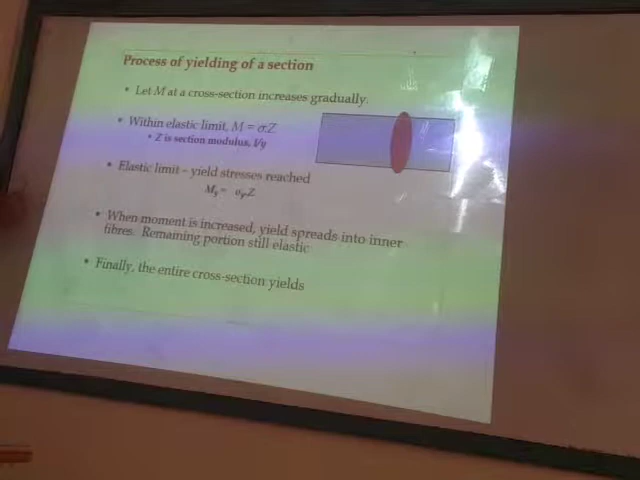 Process of yielding of a section
• Let M at a cross-section increases gradually.
• Within elastic limit, M = σ.Z
• Z is section modulus, I/y
• Elastic limit – yield stresses reached
My = σy.Z
• When moment is increased, yield spreads into inner
fibres. Remaining portion still elastic
• Finally, the entire cross-section yields